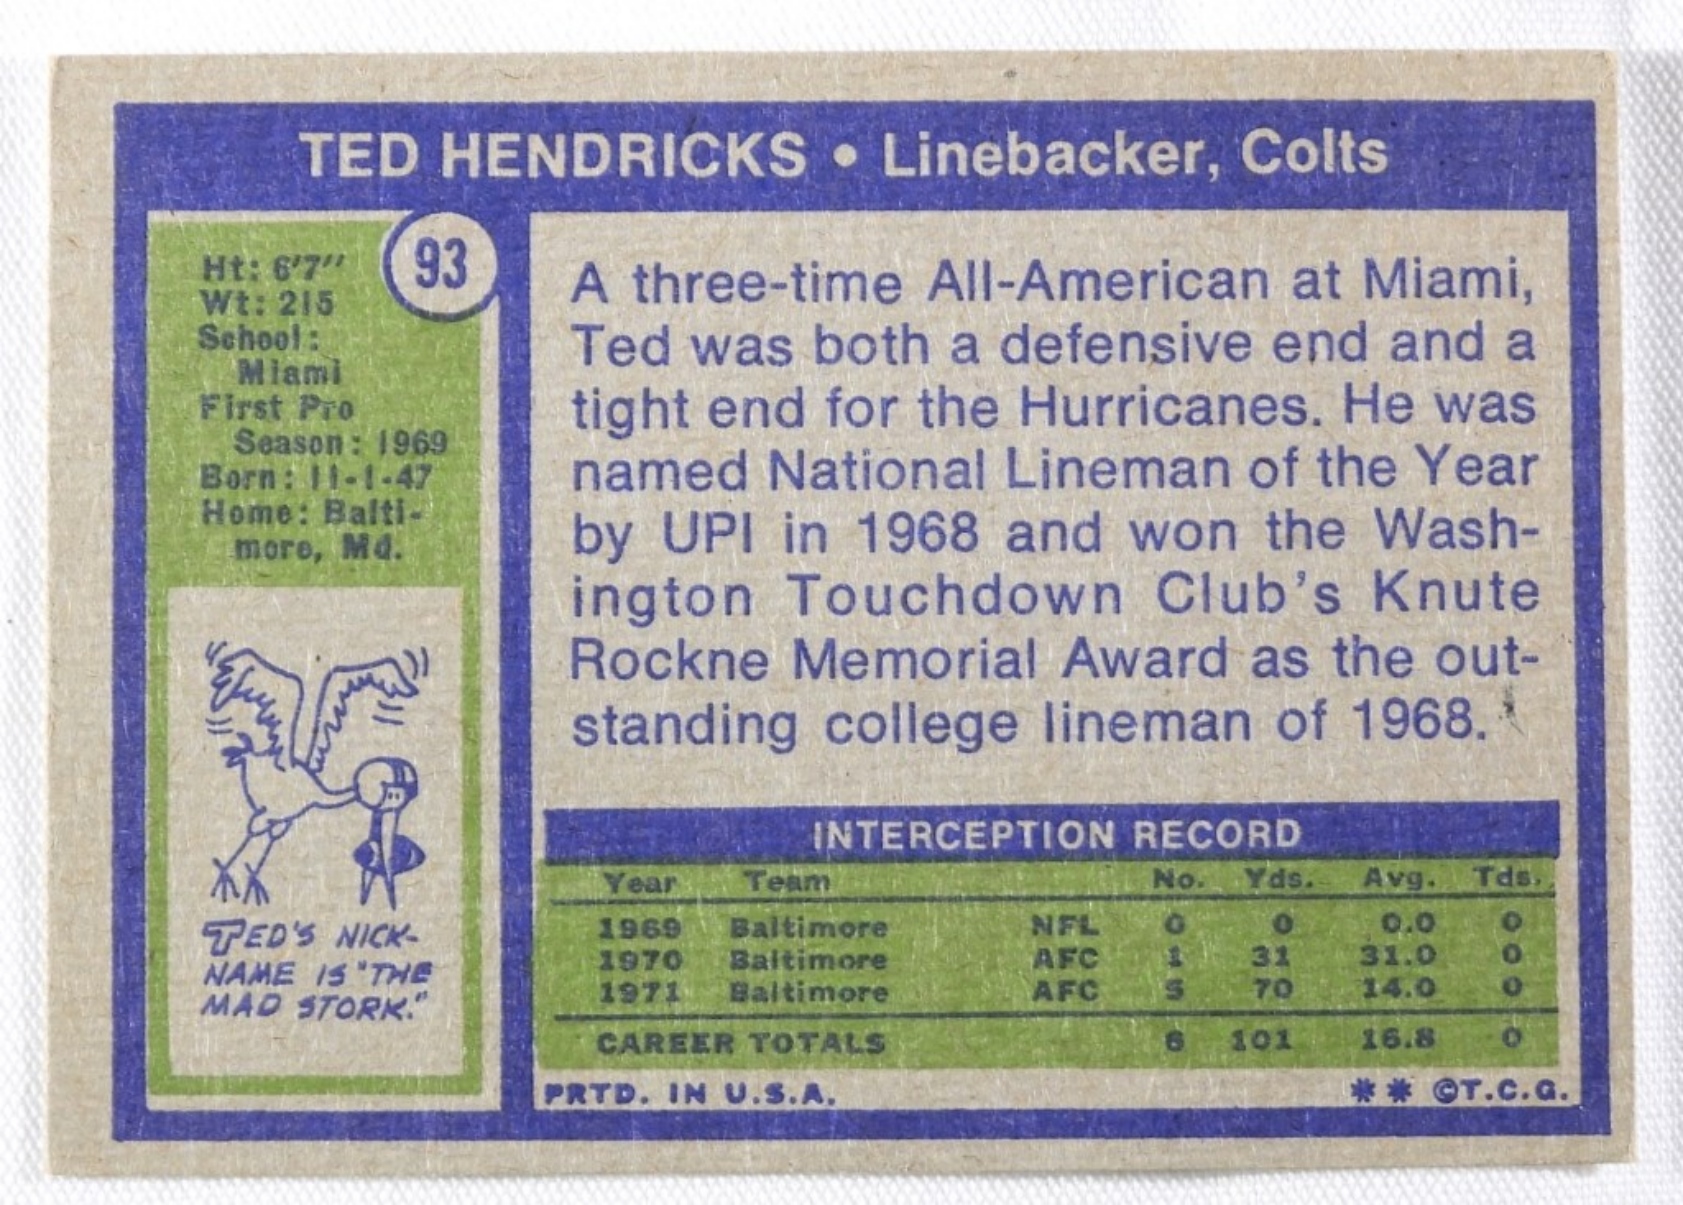 TED HENDRICKS • Linebacker, Colts
93
Ht: 6'7"
Wt: 215
School:
Miami
First Pro
Season: 1969
Born: 11-1-47
Home: Balti-
more, Md.
TED'S NICK-
NAME IS "THE
MAD STORK."
A three-time All-American at Miami,
Ted was both a defensive end and a
tight end for the Hurricanes. He was
named National Lineman of the Year
by UPI in 1968 and won the Wash-
ington Touchdown Club's Knute
Rockne Memorial Award as the out-
standing college lineman of 1968.
INTERCEPTION RECORD
Year Team No. Yds. Avg. Tds.
1969 Baltimore NFL 0 0 0.0 0
1970 Baltimore AFC 1 31 31.0 0
1971 Baltimore AFC 5 70 14.0 0
CAREER TOTALS 6 101 16.8 0
PRTD. IN U.S.A. ** ©T.C.G.